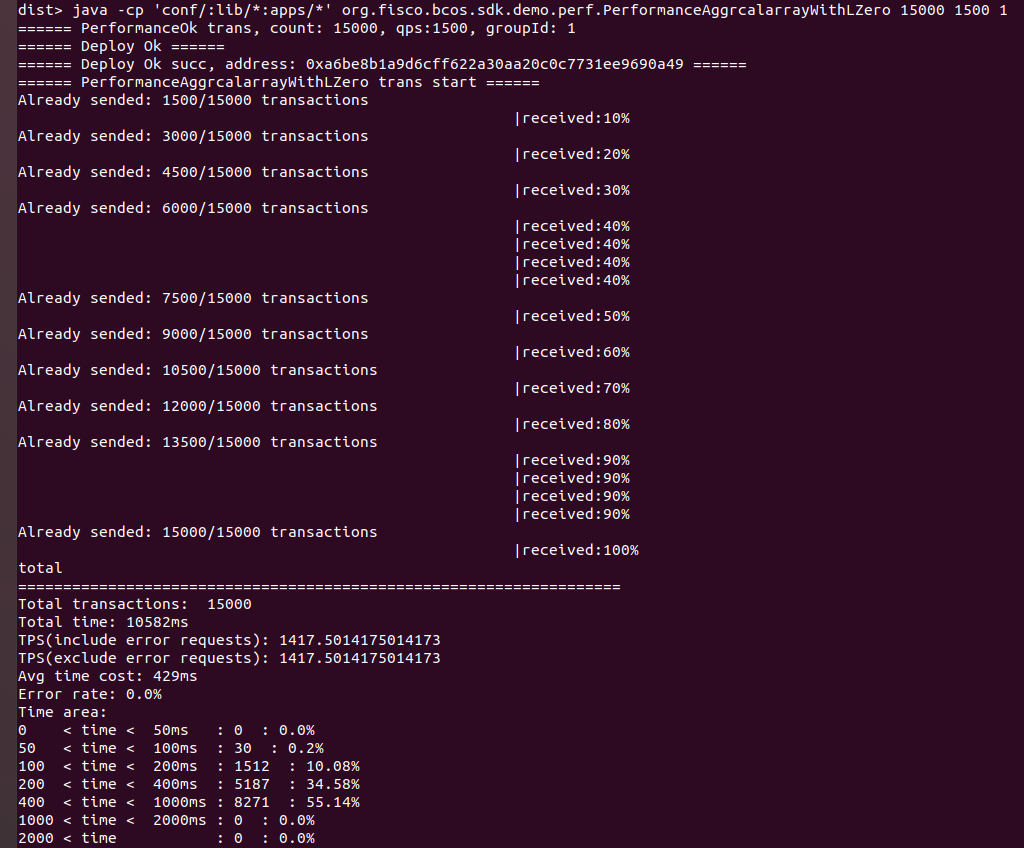 dist> java -cp 'conf/:lib/*:apps/*' org.fisco.bcos.sdk.demo.perf.PerformanceAggrcalarrayWithLZero 15000 1500 1
====== PerformanceOk trans, count: 15000, qps:1500, groupId: 1
====== Deploy Ok ======
====== Deploy Ok succ, address: 0xa6be8b1a9d6cff622a30aa20c0c7731ee9690a49 ======
====== PerformanceAggrcalarrayWithLZero trans start ======
Already sended: 1500/15000 transactions
|received:10%
Already sended: 3000/15000 transactions
|received:20%
Already sended: 4500/15000 transactions
|received:30%
Already sended: 6000/15000 transactions
|received:40%
|received:40%
|received:40%
|received:40%
Already sended: 7500/15000 transactions
|received:50%
Already sended: 9000/15000 transactions
|received:60%
Already sended: 10500/15000 transactions
|received:70%
Already sended: 12000/15000 transactions
|received:80%
Already sended: 13500/15000 transactions
|received:90%
|received:90%
|received:90%
|received:90%
Already sended: 15000/15000 transactions
|received:100%
total
===================================================================
Total transactions:  15000
Total time: 10582ms
TPS(include error requests): 1417.5014175014173
TPS(exclude error requests): 1417.5014175014173
Avg time cost: 429ms
Error rate: 0.0%
Time area:
0    < time <  50ms   : 0  : 0.0%
50   < time <  100ms  : 30  : 0.2%
100  < time <  200ms  : 1512  : 10.08%
200  < time <  400ms  : 5187  : 34.58%
400  < time <  1000ms : 8271  : 55.14%
1000 < time <  2000ms : 0  : 0.0%
2000 < time           : 0  : 0.0%